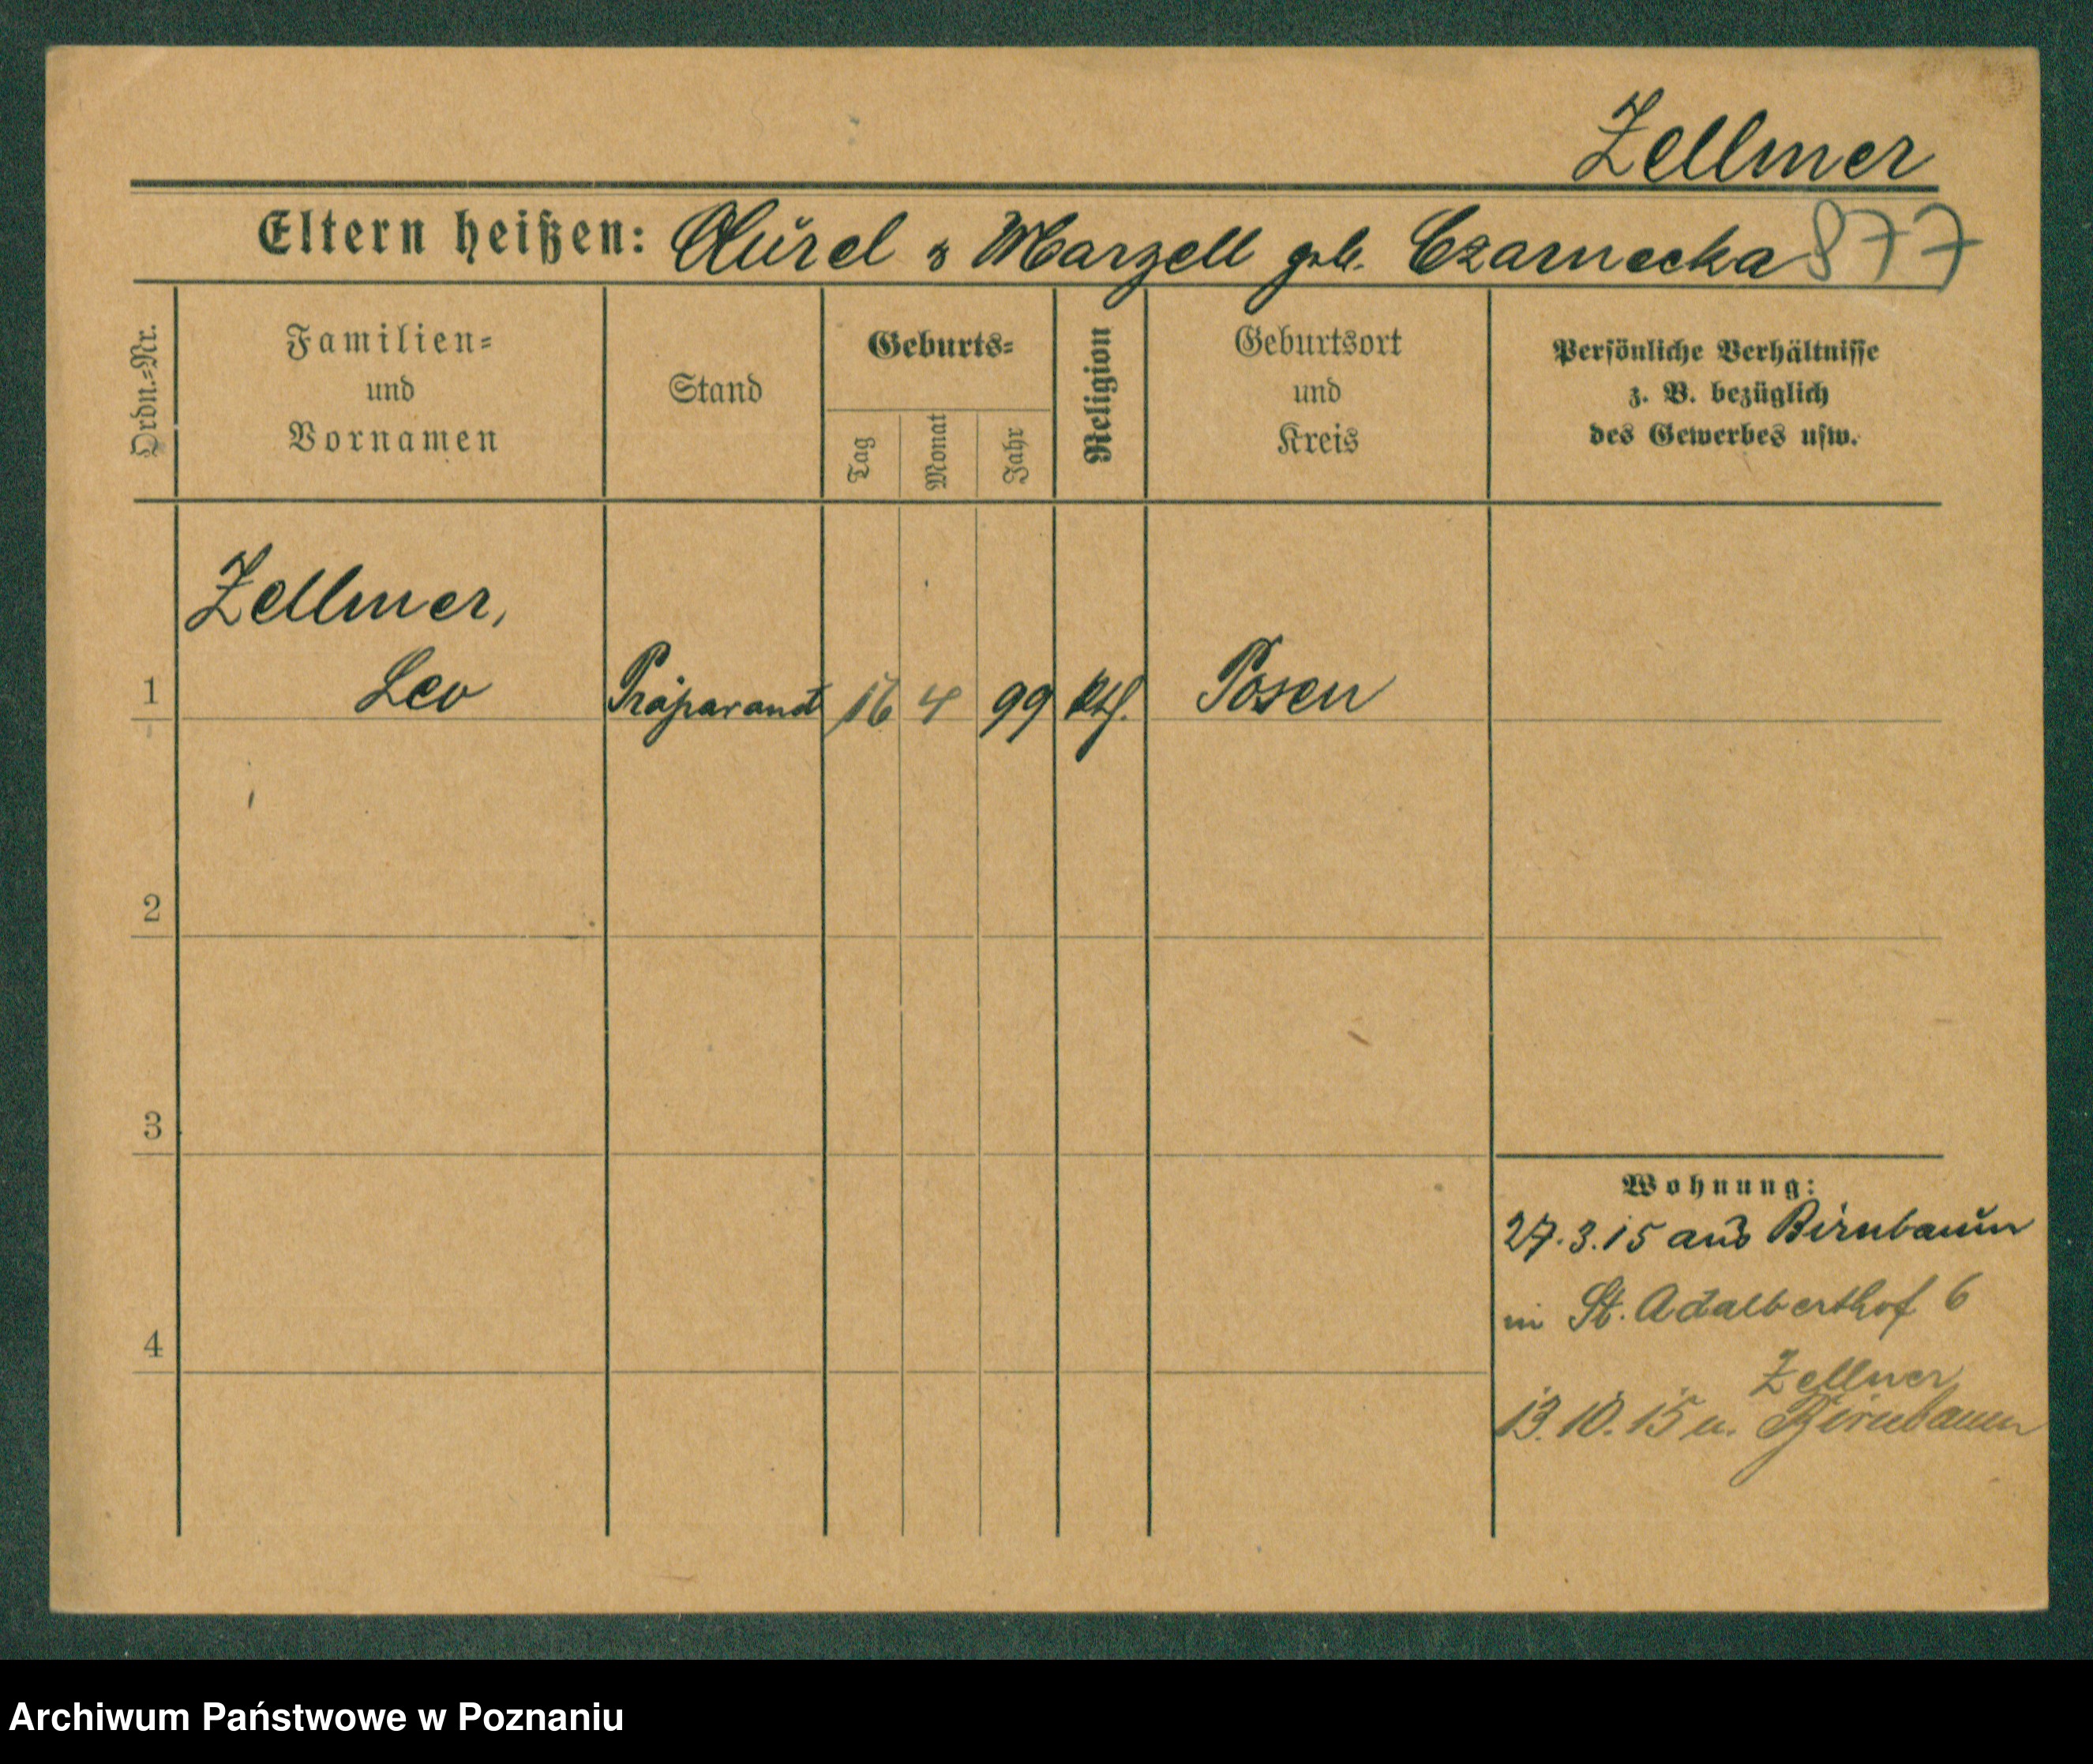 Zellmer
Eltern heißen: Aurel & Marzell geb. Czarnecka 877
Ordn.=Nr.
Familien=
und
Vornamen
Stand
Geburts=
Tag
Monat
Jahr
Religion
Geburtsort
und
Kreis
Persönliche Verhältnisse
z. B. bezüglich
des Gewerbes usw.
Zellmer,
1 Leo Präparand 16 4 99 kth. Posen
2
3
Wohnung:
27.3.15 aus Birnbaum
in St. Adalberthof 6
4
Zellmer
13.10.15 n. Birnbaum
Archiwum Państwowe w Poznaniu